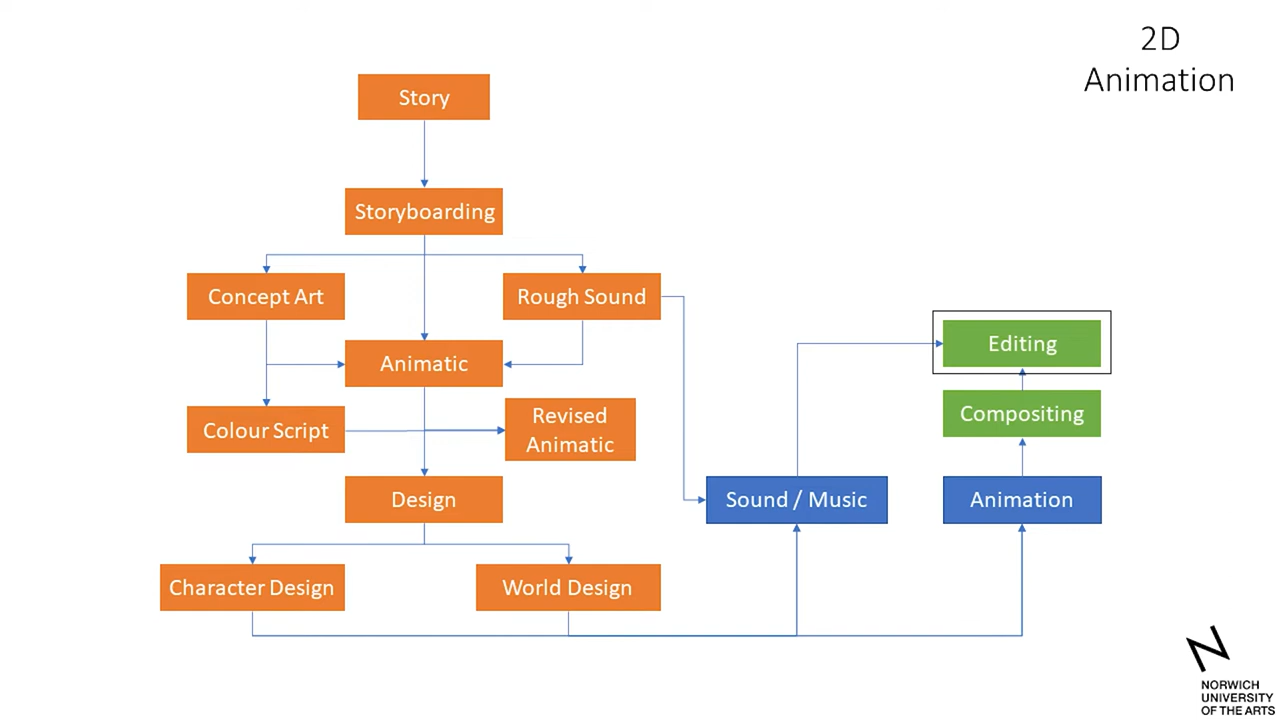 2D
Animation
Story
Storyboarding
Concept Art
Rough Sound
Animatic
Editing
Colour Script
Revised
Animatic
Compositing
Design
Sound / Music
Animation
Character Design
World Design
NORWICH
UNIVERSITY
OF THE ARTS